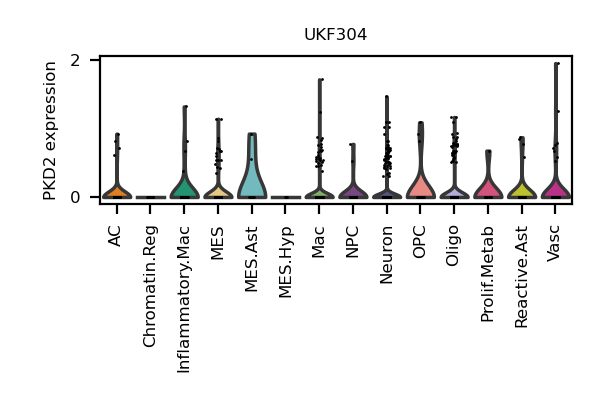 UKF304
PKD2 expression
2
0
AC
Chromatin.Reg
Inflammatory.Mac
MES
MES.Ast
MES.Hyp
Mac
NPC
Neuron
OPC
Oligo
Prolif.Metab
Reactive.Ast
Vasc